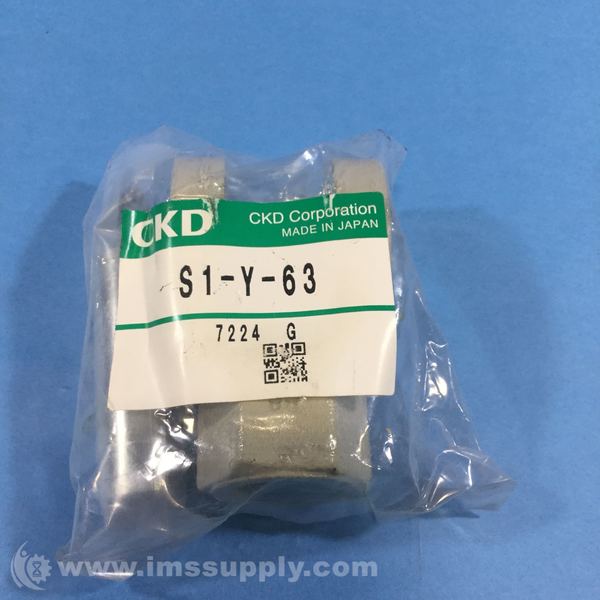 CKD
CKD Corporation
MADE IN JAPAN
S1-Y-63
7224 G
www.imssupply.com